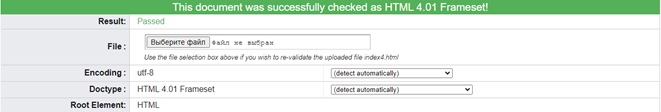 This document was successfully checked as HTML 4.01 Frameset!
Result: Passed
File : Выберите файл Файл не выбран
Use the file selection box above if you wish to re-validate the uploaded file index4.html
Encoding : utf-8 (detect automatically)
Doctype : HTML 4.01 Frameset (detect automatically)
Root Element: HTML